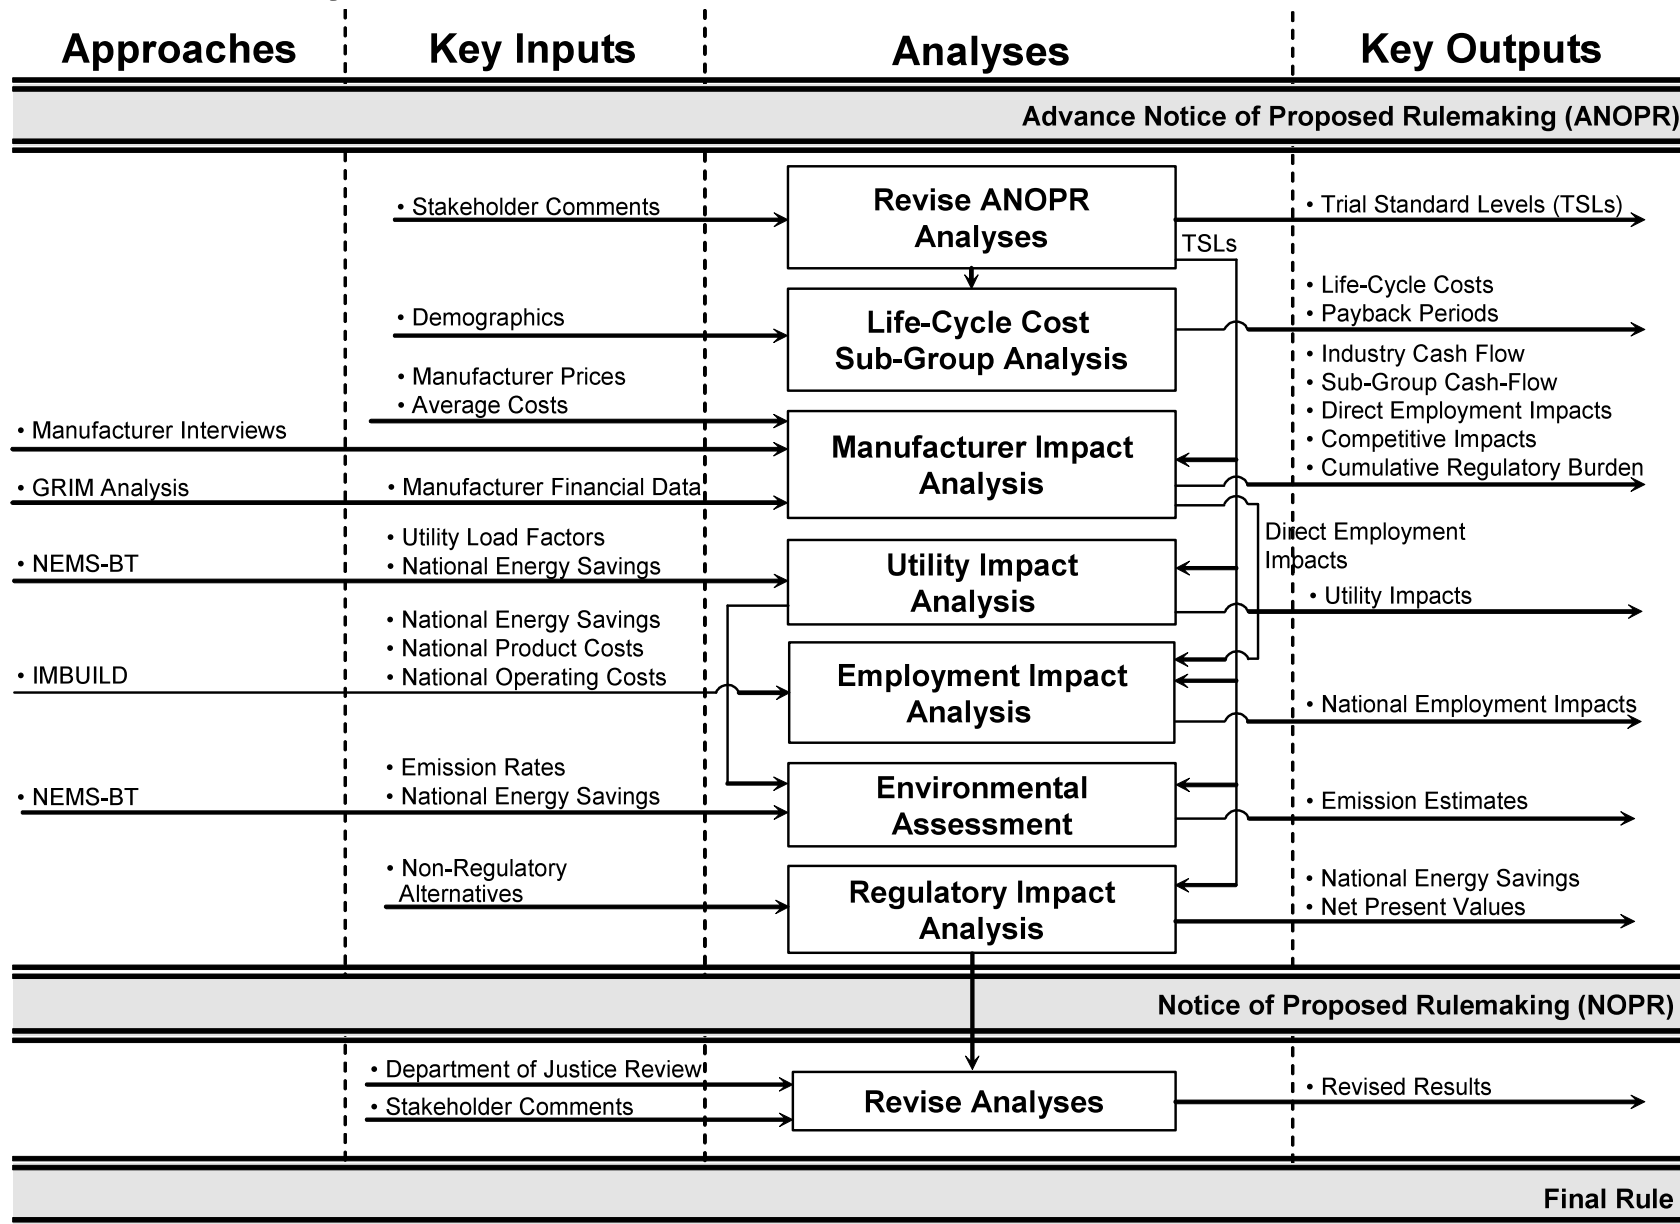 Approaches
Key Inputs
Analyses
Key Outputs
Advance Notice of Proposed Rulemaking (ANOPR)
• Stakeholder Comments
Revise ANOPR
Analyses
• Trial Standard Levels (TSLs)
TSLs
• Demographics
Life-Cycle Cost
Sub-Group Analysis
• Life-Cycle Costs
• Payback Periods
• Manufacturer Prices
• Average Costs
• Manufacturer Interviews
• GRIM Analysis
• Manufacturer Financial Data
Manufacturer Impact
Analysis
• Industry Cash Flow
• Sub-Group Cash-Flow
• Direct Employment Impacts
• Competitive Impacts
• Cumulative Regulatory Burden
Direct Employment
Impacts
• NEMS-BT
• Utility Load Factors
• National Energy Savings
Utility Impact
Analysis
• Utility Impacts
• IMBUILD
• National Energy Savings
• National Product Costs
• National Operating Costs
Employment Impact
Analysis
• National Employment Impacts
• NEMS-BT
• Emission Rates
• National Energy Savings
Environmental
Assessment
• Emission Estimates
• Non-Regulatory
Alternatives
Regulatory Impact
Analysis
• National Energy Savings
• Net Present Values
Notice of Proposed Rulemaking (NOPR)
• Department of Justice Review
• Stakeholder Comments
Revise Analyses
• Revised Results
Final Rule